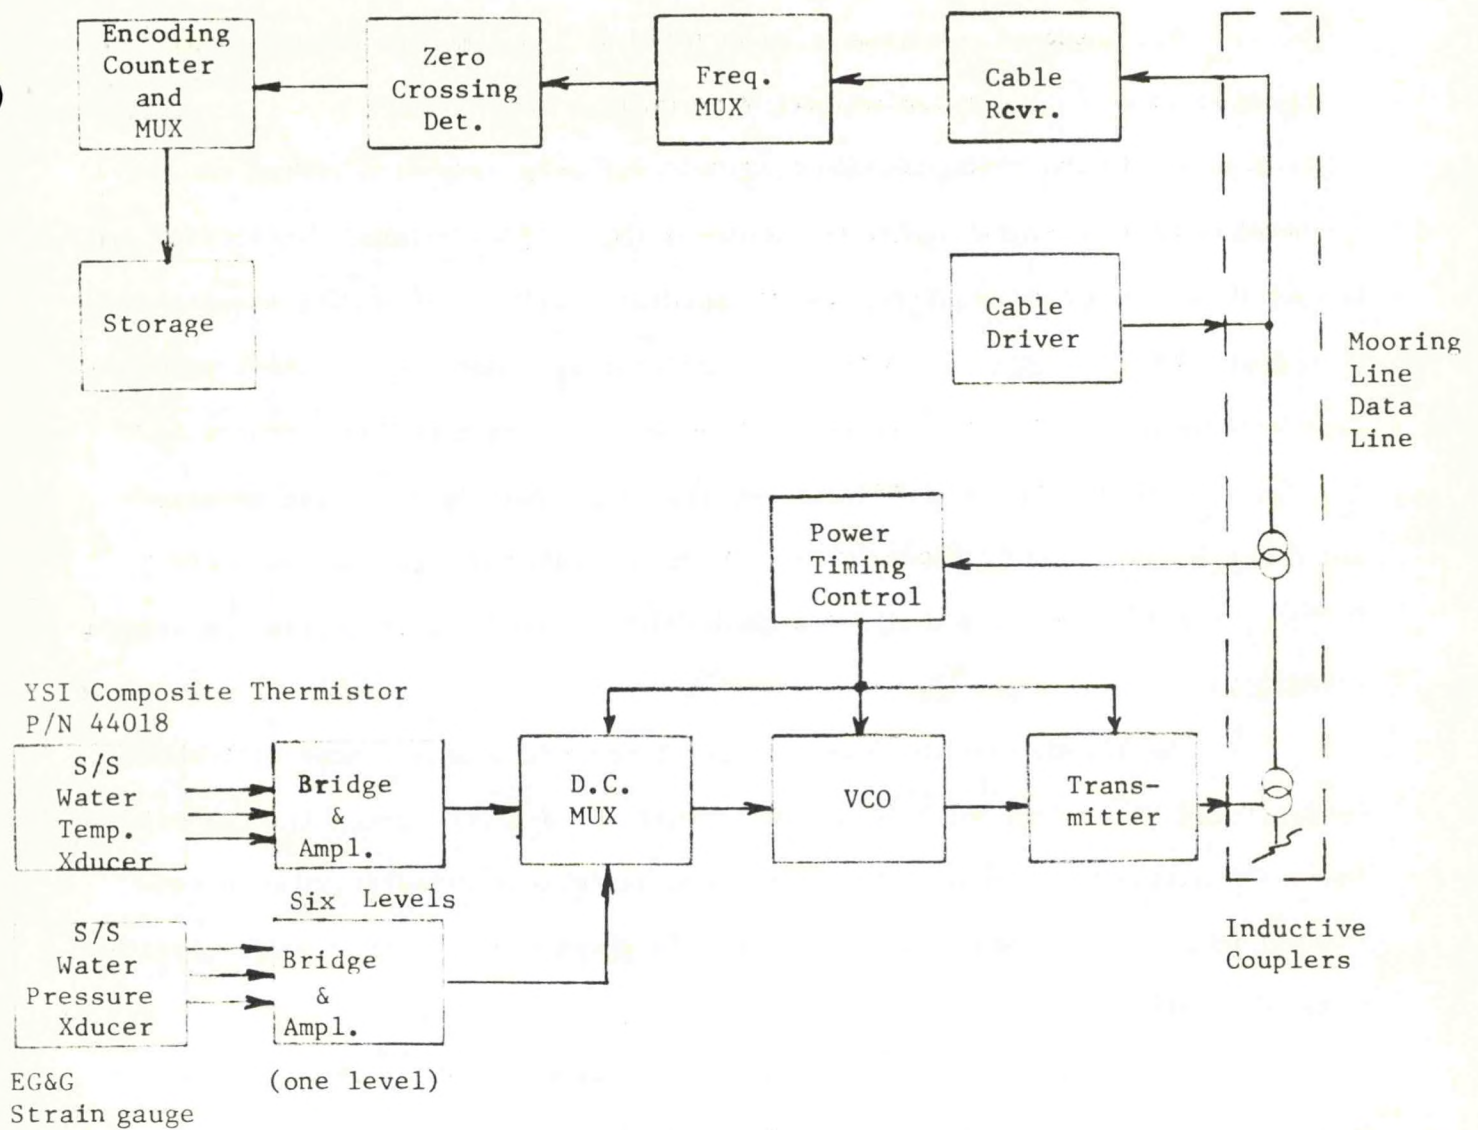 Encoding
Counter
and
MUX
Zero
Crossing
Det.
Freq.
MUX
Cable
Rcvr.
Storage
Cable
Driver
Mooring
Line
Data
Line
Power
Timing
Control
YSI Composite Thermistor
P/N 44018
S/S
Water
Temp.
Xducer
Bridge
&
Ampl.
D.C.
MUX
VCO
Trans-
mitter
Six Levels
S/S
Water
Pressure
Xducer
Bridge
&
Ampl.
Inductive
Couplers
EG&G
Strain gauge
(one level)